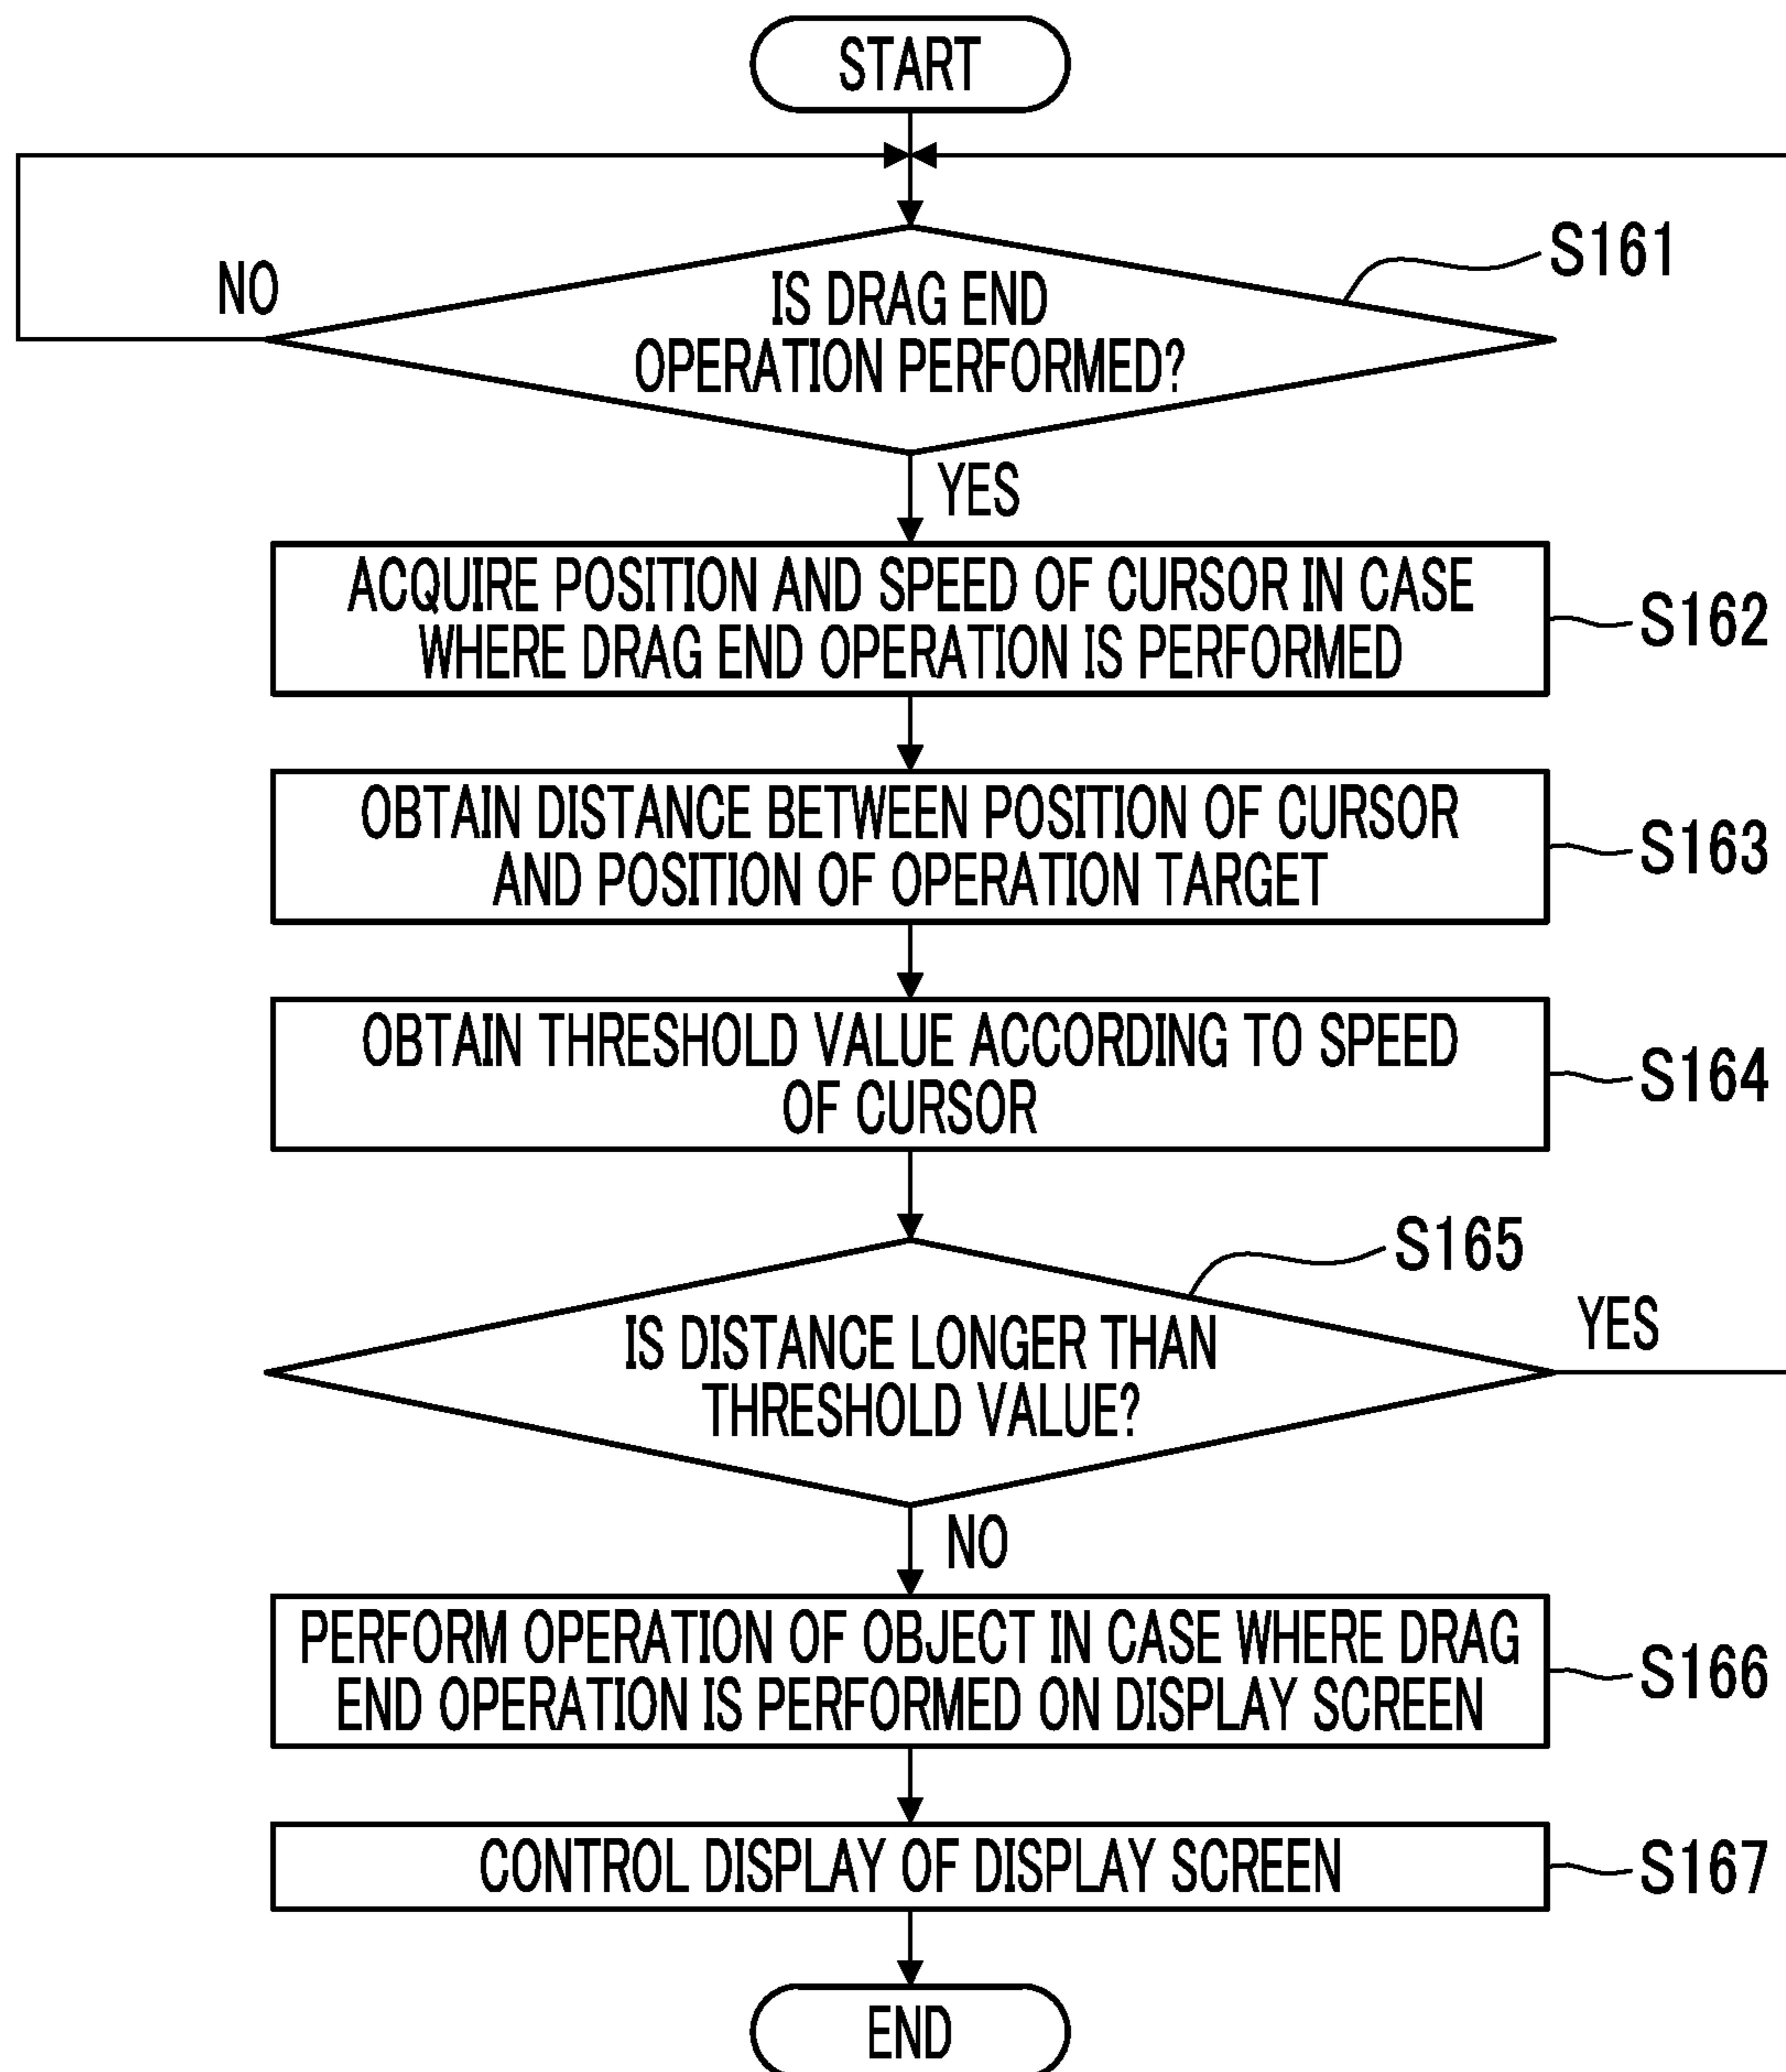 START
S161
NO
IS DRAG END
OPERATION PERFORMED?
YES
ACQUIRE POSITION AND SPEED OF CURSOR IN CASE
WHERE DRAG END OPERATION IS PERFORMED
S162
OBTAIN DISTANCE BETWEEN POSITION OF CURSOR
AND POSITION OF OPERATION TARGET
S163
OBTAIN THRESHOLD VALUE ACCORDING TO SPEED
OF CURSOR
S164
S165
IS DISTANCE LONGER THAN
THRESHOLD VALUE?
YES
NO
PERFORM OPERATION OF OBJECT IN CASE WHERE DRAG
END OPERATION IS PERFORMED ON DISPLAY SCREEN
S166
CONTROL DISPLAY OF DISPLAY SCREEN
S167
END